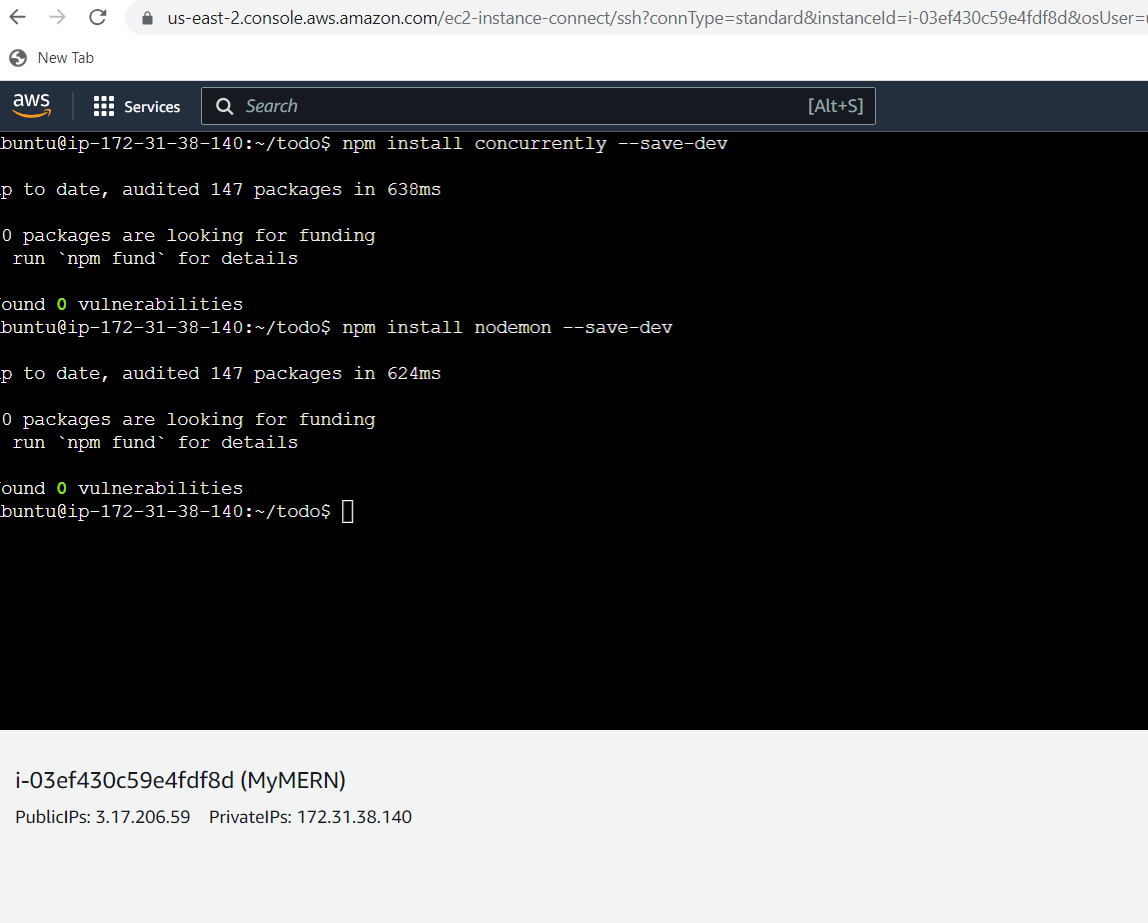 us-east-2.console.aws.amazon.com/ec2-instance-connect/ssh?connType=standard&instanceId=i-03ef430c59e4fdf8d&osUser=
New Tab
aws Services Search [Alt+S]
buntu@ip-172-31-38-140:~/todo$ npm install concurrently --save-dev
p to date, audited 147 packages in 638ms
0 packages are looking for funding
run `npm fund` for details
ound 0 vulnerabilities
buntu@ip-172-31-38-140:~/todo$ npm install nodemon --save-dev
p to date, audited 147 packages in 624ms
0 packages are looking for funding
run `npm fund` for details
ound 0 vulnerabilities
buntu@ip-172-31-38-140:~/todo$
i-03ef430c59e4fdf8d (MyMERN)
PublicIPs: 3.17.206.59 PrivateIPs: 172.31.38.140